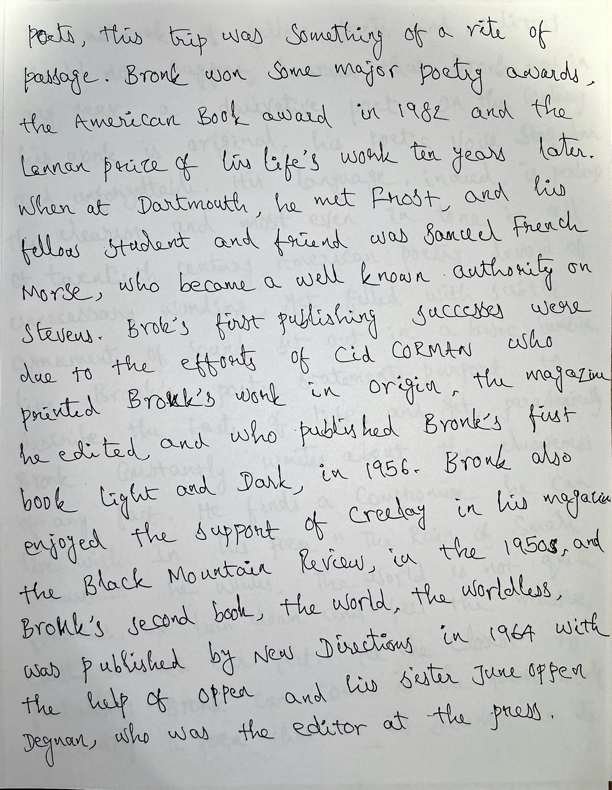 poets, this trip was something of a rite of
passage. Bronk won some major poetry awards,
the American Book award in 1982 and the
Lannan prize of his life's work ten years later.
When at Dartmouth, he met Frost, and his
fellow student and friend was Samuel French
Morse, who became a well known authority on
Stevens. Brok's first publishing successes were
due to the efforts of Cid CORMAN who
printed Bronk's work in origin, the magazine
he edited, and who published Bronk's first
book Light and Dark, in 1956. Bronk also
enjoyed the support of Creeley in his magazine
the Black Mountain Review, in the 1950s, and
Bronk's second book, the world, the worldless,
was published by New Directions in 1964 with
the help of oppen and his sister June oppen
Degnan, who was the editor at the press.